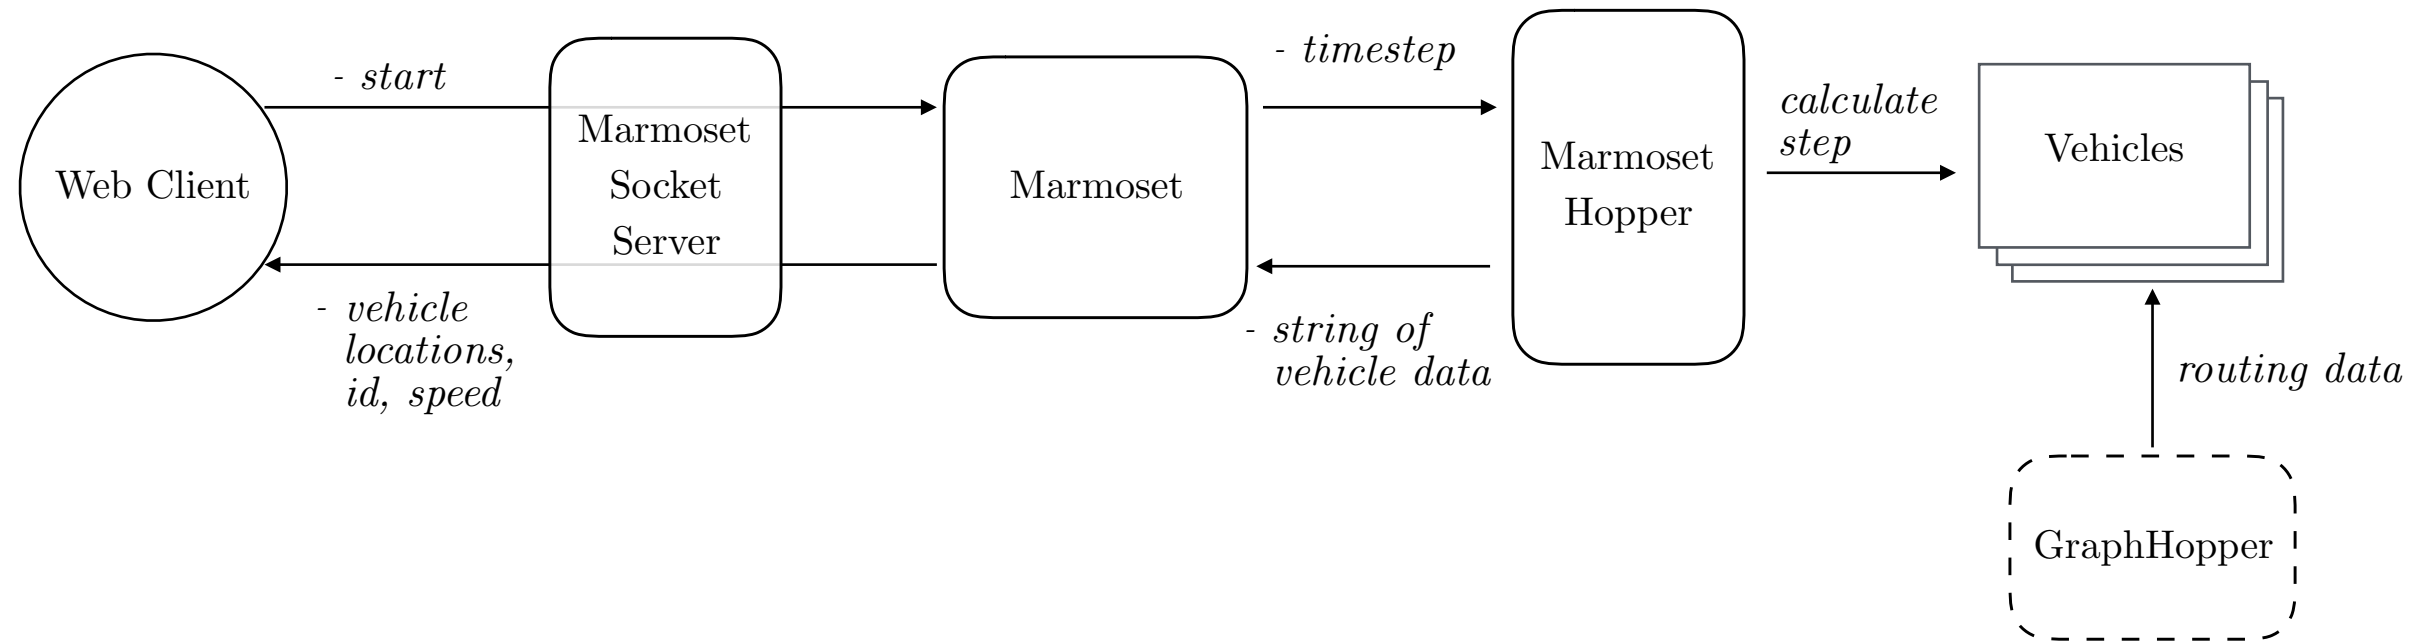 - start
Web Client
- vehicle
locations,
id, speed
Marmoset
Socket
Server
Marmoset
- timestep
- string of
vehicle data
Marmoset
Hopper
calculate
step
Vehicles
routing data
GraphHopper